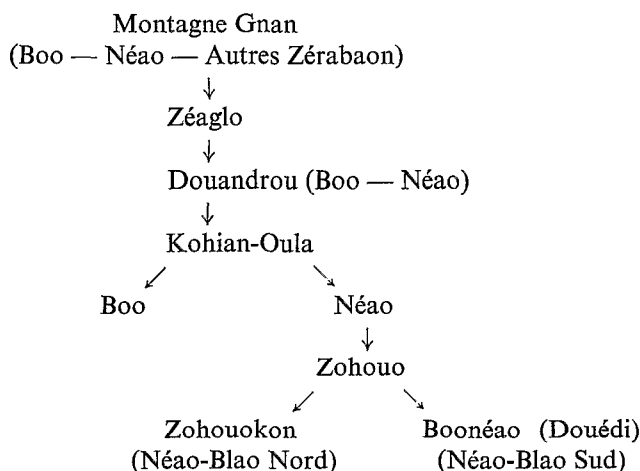 Montagne Gnan
(Boo — Néao — Autres Zérabaon)
↓
Zéaglo
↓
Douandrou (Boo — Néao)
↓
Kohian-Oula
↙ ↘
Boo Néao
↓
Zohouo
↙ ↘
Zohouokon Boonéao (Douédi)
(Néao-Blao Nord) (Néao-Blao Sud)